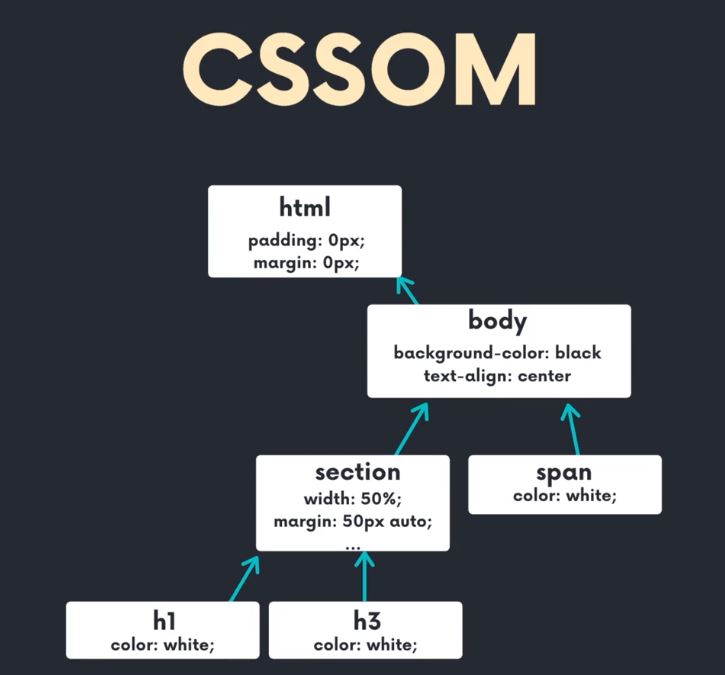 CSSOM
html
padding: 0px;
margin: 0px;
body
background-color: black
text-align: center
section
width: 50%;
margin: 50px auto;
...
span
color: white;
h1
color: white;
h3
color: white;